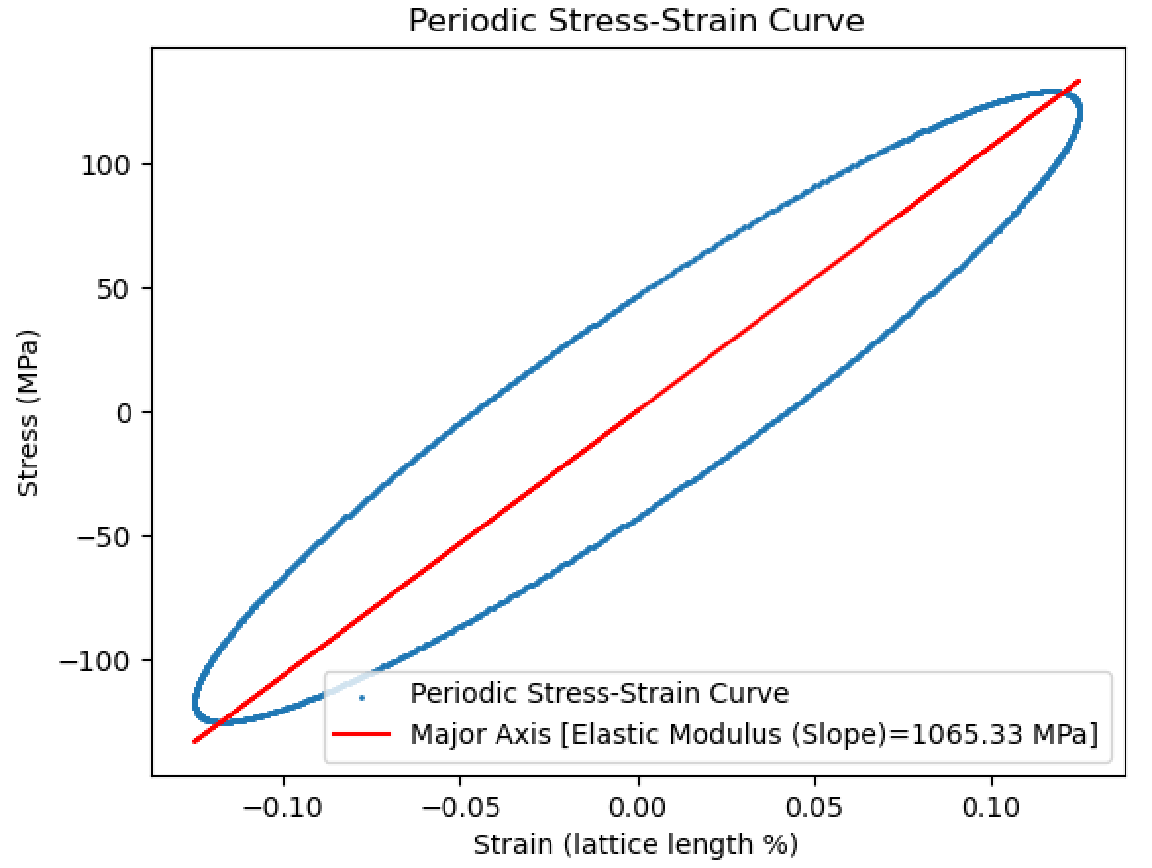 Periodic Stress-Strain Curve
Stress (MPa)
100
50
0
−50
−100
Periodic Stress-Strain Curve
Major Axis [Elastic Modulus (Slope)=1065.33 MPa]
−0.10 −0.05 0.00 0.05 0.10
Strain (lattice length %)